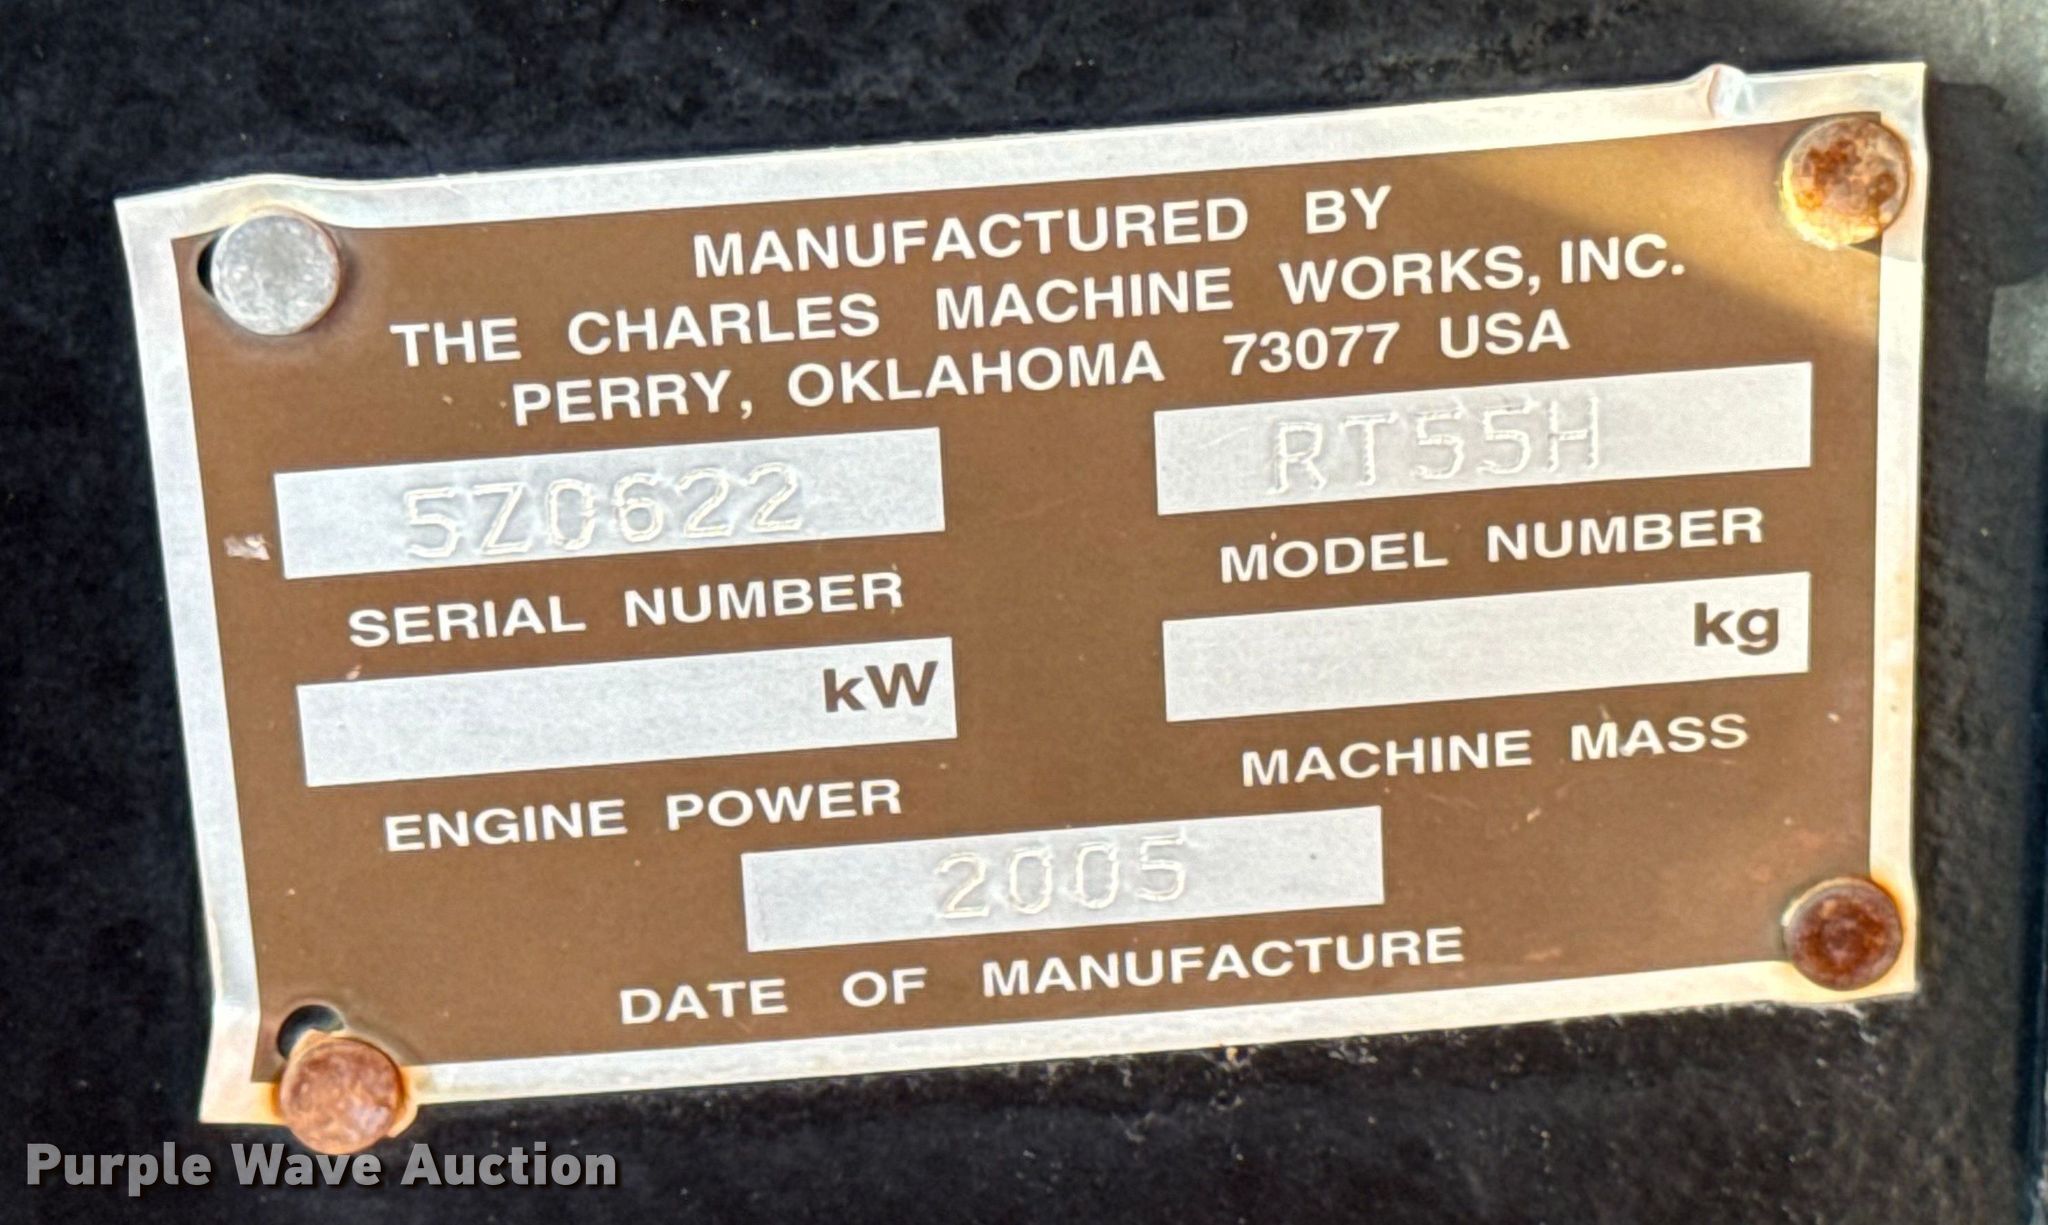 MANUFACTURED BY
THE CHARLES MACHINE WORKS, INC.
PERRY, OKLAHOMA 73077 USA
5Z0622
RT55H
SERIAL NUMBER
MODEL NUMBER
kW
kg
ENGINE POWER
MACHINE MASS
2005
DATE OF MANUFACTURE
Purple Wave Auction